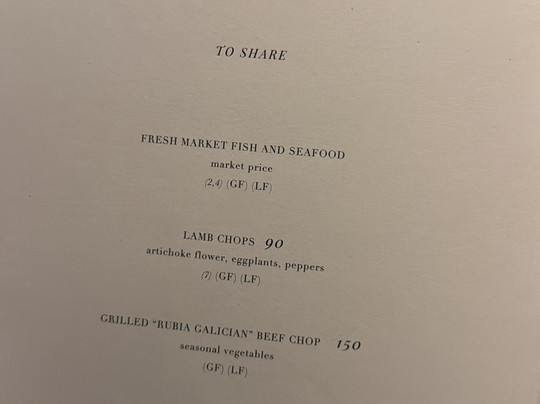 TO SHARE
FRESH MARKET FISH AND SEAFOOD
market price
(2,4) (GF) (LF)
LAMB CHOPS 90
artichoke flower, eggplants, peppers
(7) (GF) (LF)
GRILLED "RUBIA GALICIAN" BEEF CHOP 150
seasonal vegetables
(GF) (LF)